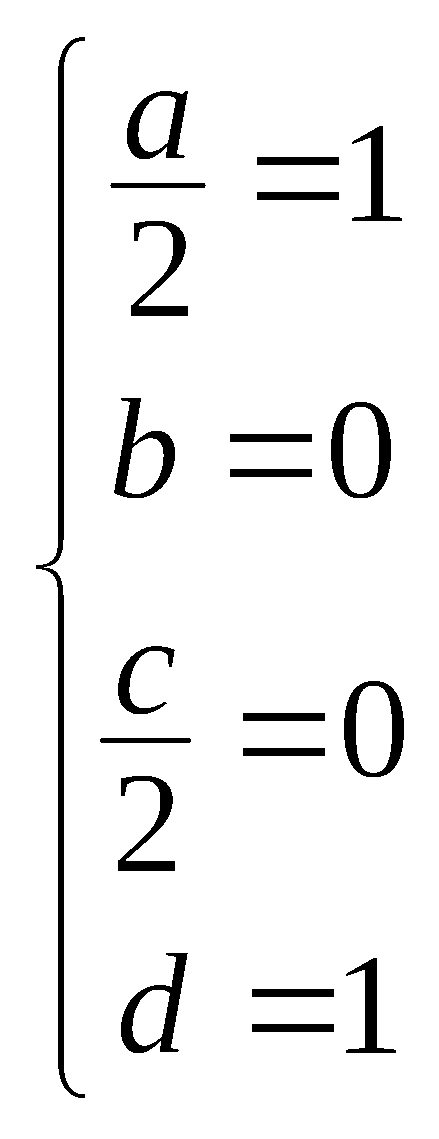 a/2 = 1
b = 0
c/2 = 0
d = 1